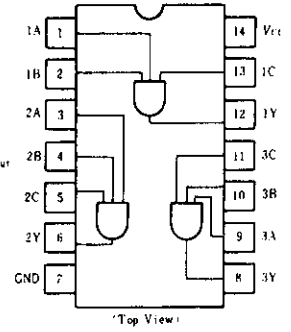 1A 1 14 Vcc
1B 2 13 1C
2A 3 12 1Y
2B 4 11 3C
ut
2C 5 10 3B
2Y 6 9 3A
GND 7 8 3Y
(Top View)